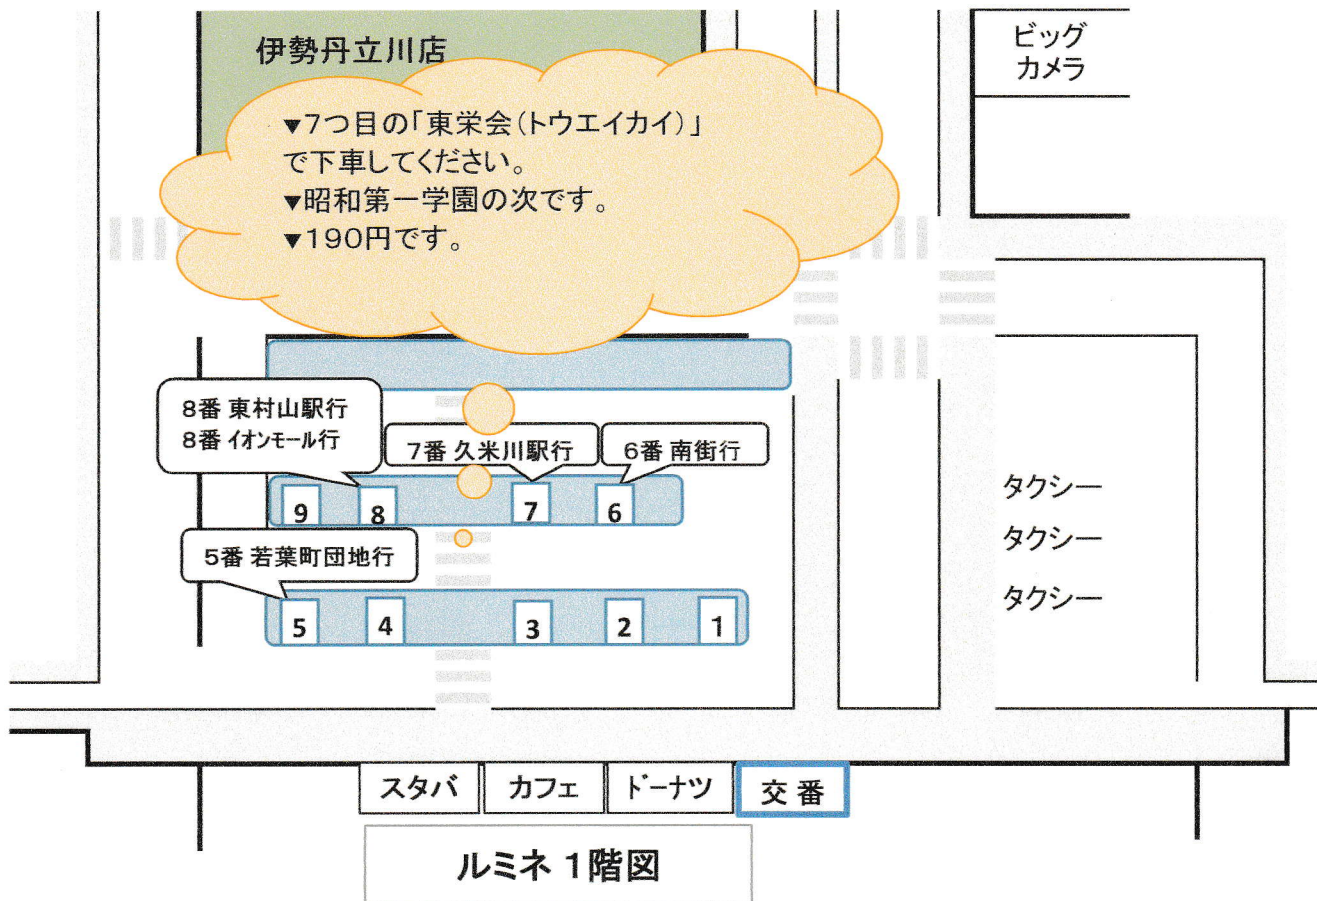 伊勢丹立川店
ビッグ
カメラ
▼7つ目の「東栄会(トウエイカイ)」
で下車してください。
▼昭和第一学園の次です。
▼190円です。
8番 東村山駅行
8番 イオンモール行
7番 久米川駅行
6番 南街行
9
8
7
6
5番 若葉町団地行
5
4
3
2
1
タクシー
タクシー
タクシー
スタバ
カフェ
ドーナツ
交番
ルミネ 1階図